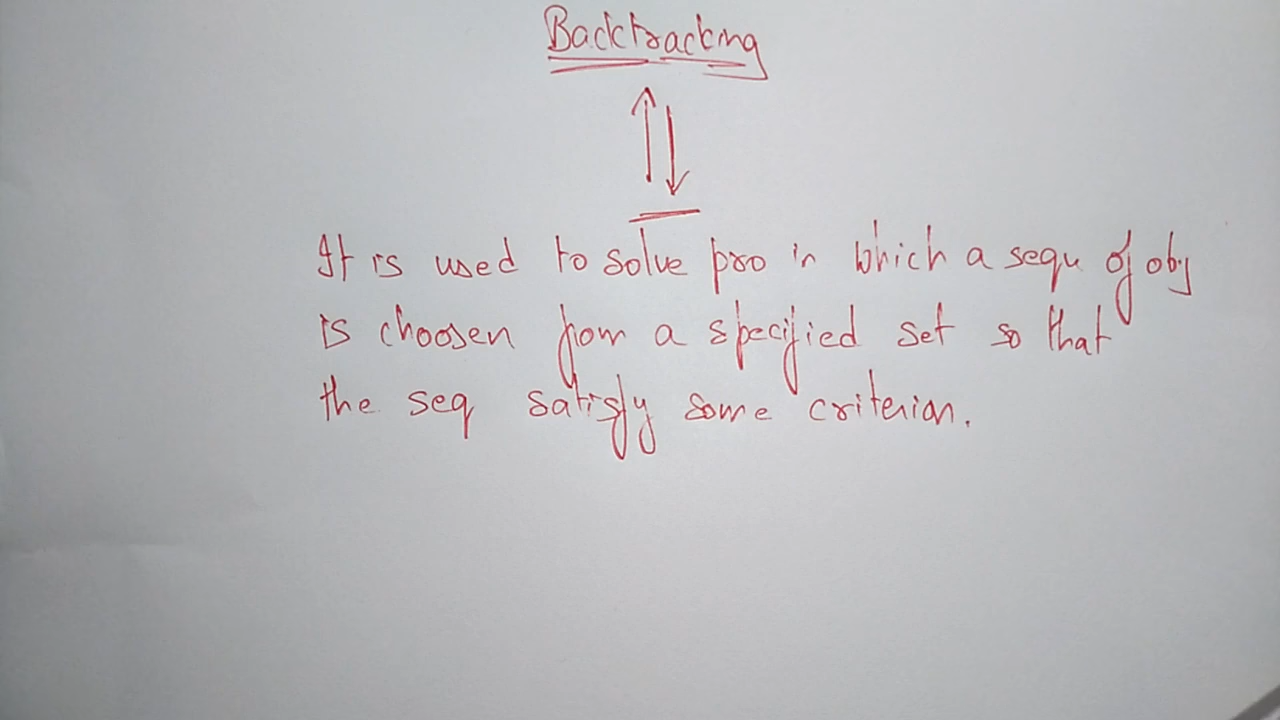 Backtracking
It is used to solve pro in which a sequ of obj
is choosen from a specified set so that
the seq satisfy some criterian.